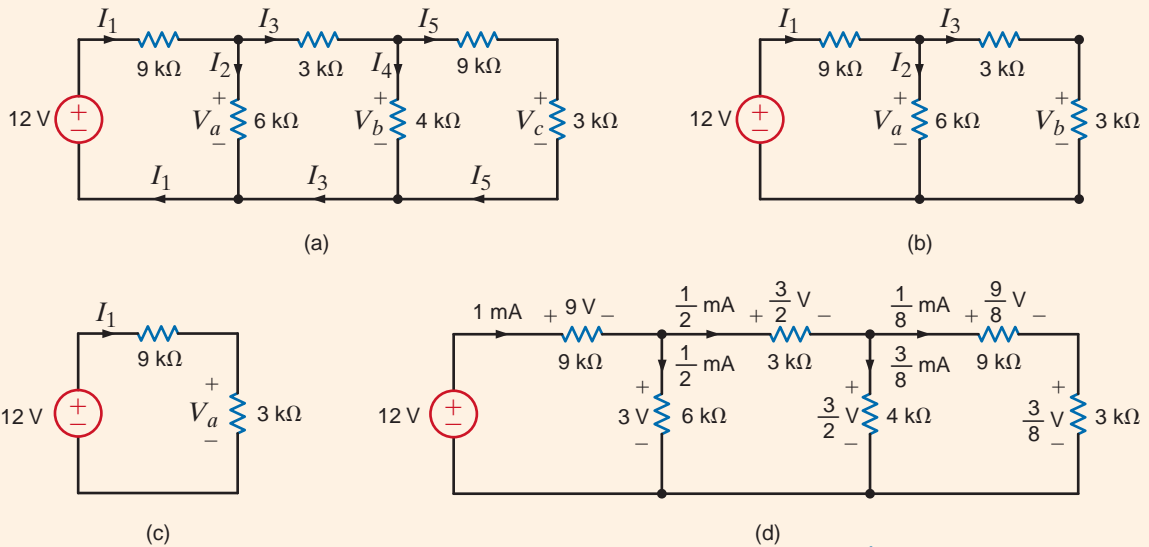 I1 I3 I5
9 kΩ 3 kΩ 9 kΩ
I2 I4
12 V + − + Va − 6 kΩ + Vb − 4 kΩ + Vc − 3 kΩ
I1 I3 I5
(a)
I1 I3
9 kΩ 3 kΩ
I2
12 V + − + Va − 6 kΩ + Vb − 3 kΩ
(b)
I1
9 kΩ
12 V + − + Va − 3 kΩ
(c)
1 mA + 9 V − 1/2 mA + 3/2 V − 1/8 mA + 9/8 V −
9 kΩ 3 kΩ 9 kΩ
1/2 mA 3/8 mA
12 V + − + 3 V − 6 kΩ + 3/2 V − 4 kΩ + 3/8 V − 3 kΩ
(d)